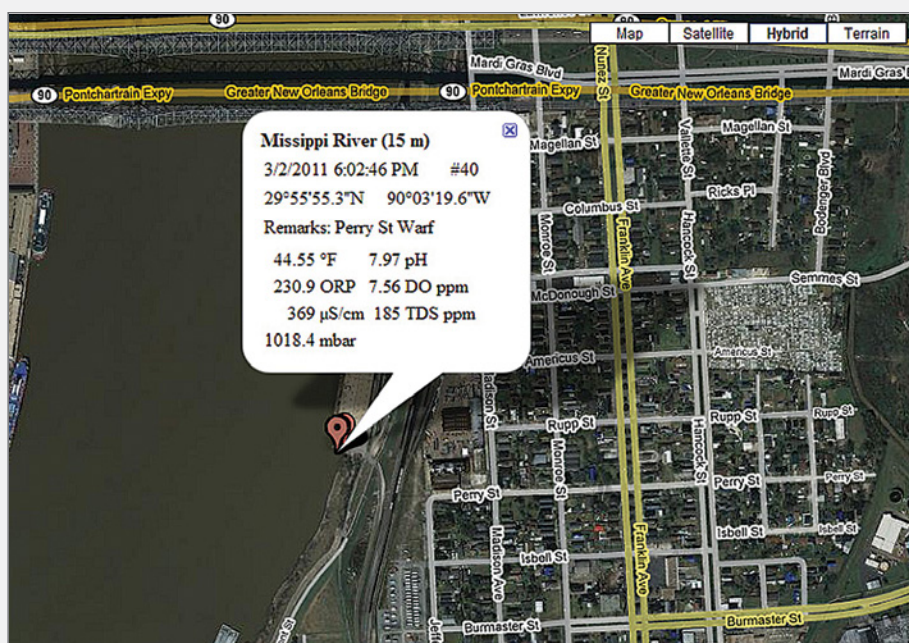 90
90
Map Satellite Hybrid Terrain
Mardi Gras Blvd
Mardi Gras B
Nunez St
90 Pontchartrain Expy Greater New Orleans Bridge 90 Pontchartrain Expy Greater New Orleans Bridge
Missippi River (15 m)
3/2/2011 6:02:46 PM #40
29°55'55.3"N 90°03'19.6"W
Remarks: Perry St Warf
44.55 °F 7.97 pH
230.9 ORP 7.56 DO ppm
369 µS/cm 185 TDS ppm
1018.4 mbar
Magellan St
Magellan St
Vallette St
Ricks Pl
Bodenger Blvd
Columbus St
Monroe St
Franklin Ave
Hancock St
Semmes St
McDonough St
Americus St
Americus St
Madison St
Rupp St
Rupp St
Rupp St
Hancock St
Monroe St
Perry St
Perry St
Perry St
Isbell St
Isbell St
Isbell St
Madison Ave
Franklin Ave
Burmaster St
Burmaster St